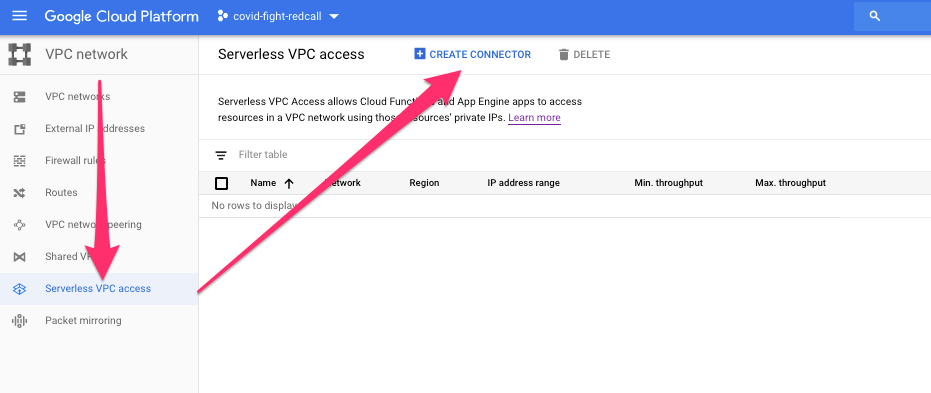 Google Cloud Platform
covid-fight-redcall
VPC network
Serverless VPC access
CREATE CONNECTOR
DELETE
VPC networks
External IP addresses
Firewall rules
Routes
VPC network peering
Shared VPC
Serverless VPC access
Packet mirroring
Serverless VPC Access allows Cloud Functions and App Engine apps to access
resources in a VPC network using those resources' private IPs. Learn more
Filter table
Name Network Region IP address range Min. throughput Max. throughput
No rows to display